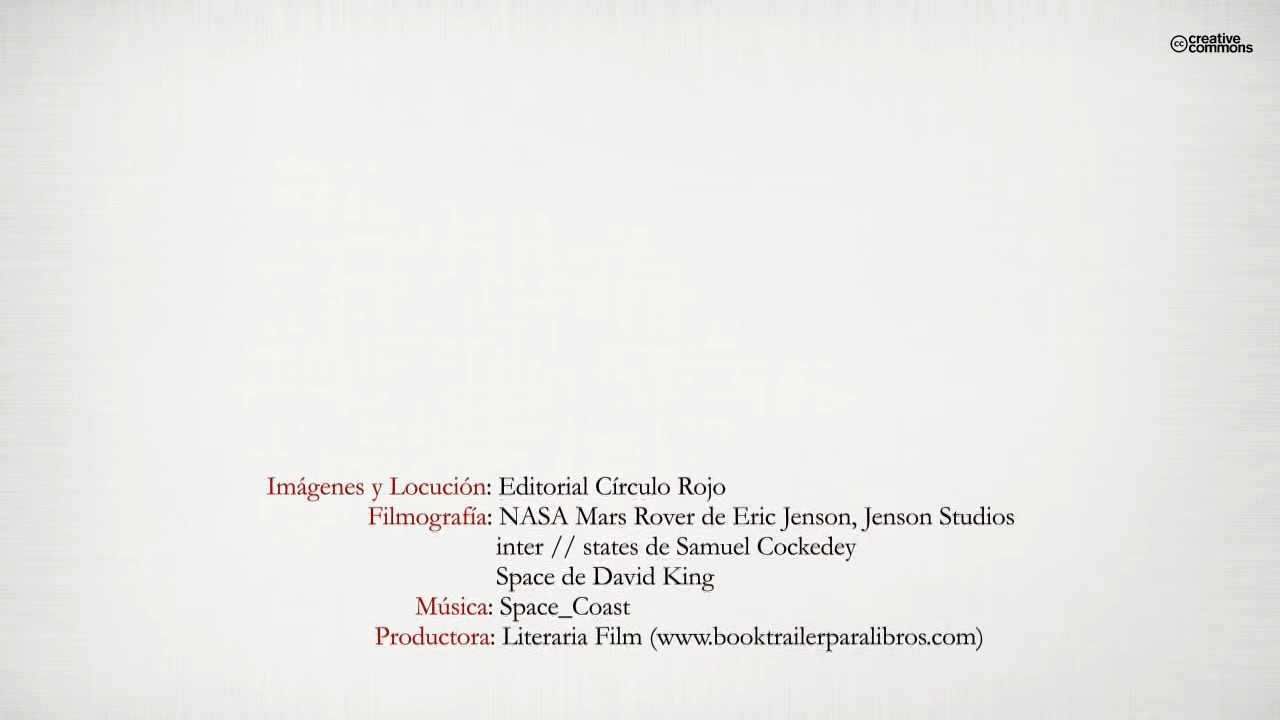 cc creative
commons
Imágenes y Locución: Editorial Círculo Rojo
Filmografía: NASA Mars Rover de Eric Jenson, Jenson Studios
inter // states de Samuel Cockedey
Space de David King
Música: Space_Coast
Productora: Literaria Film (www.booktrailerparalibros.com)